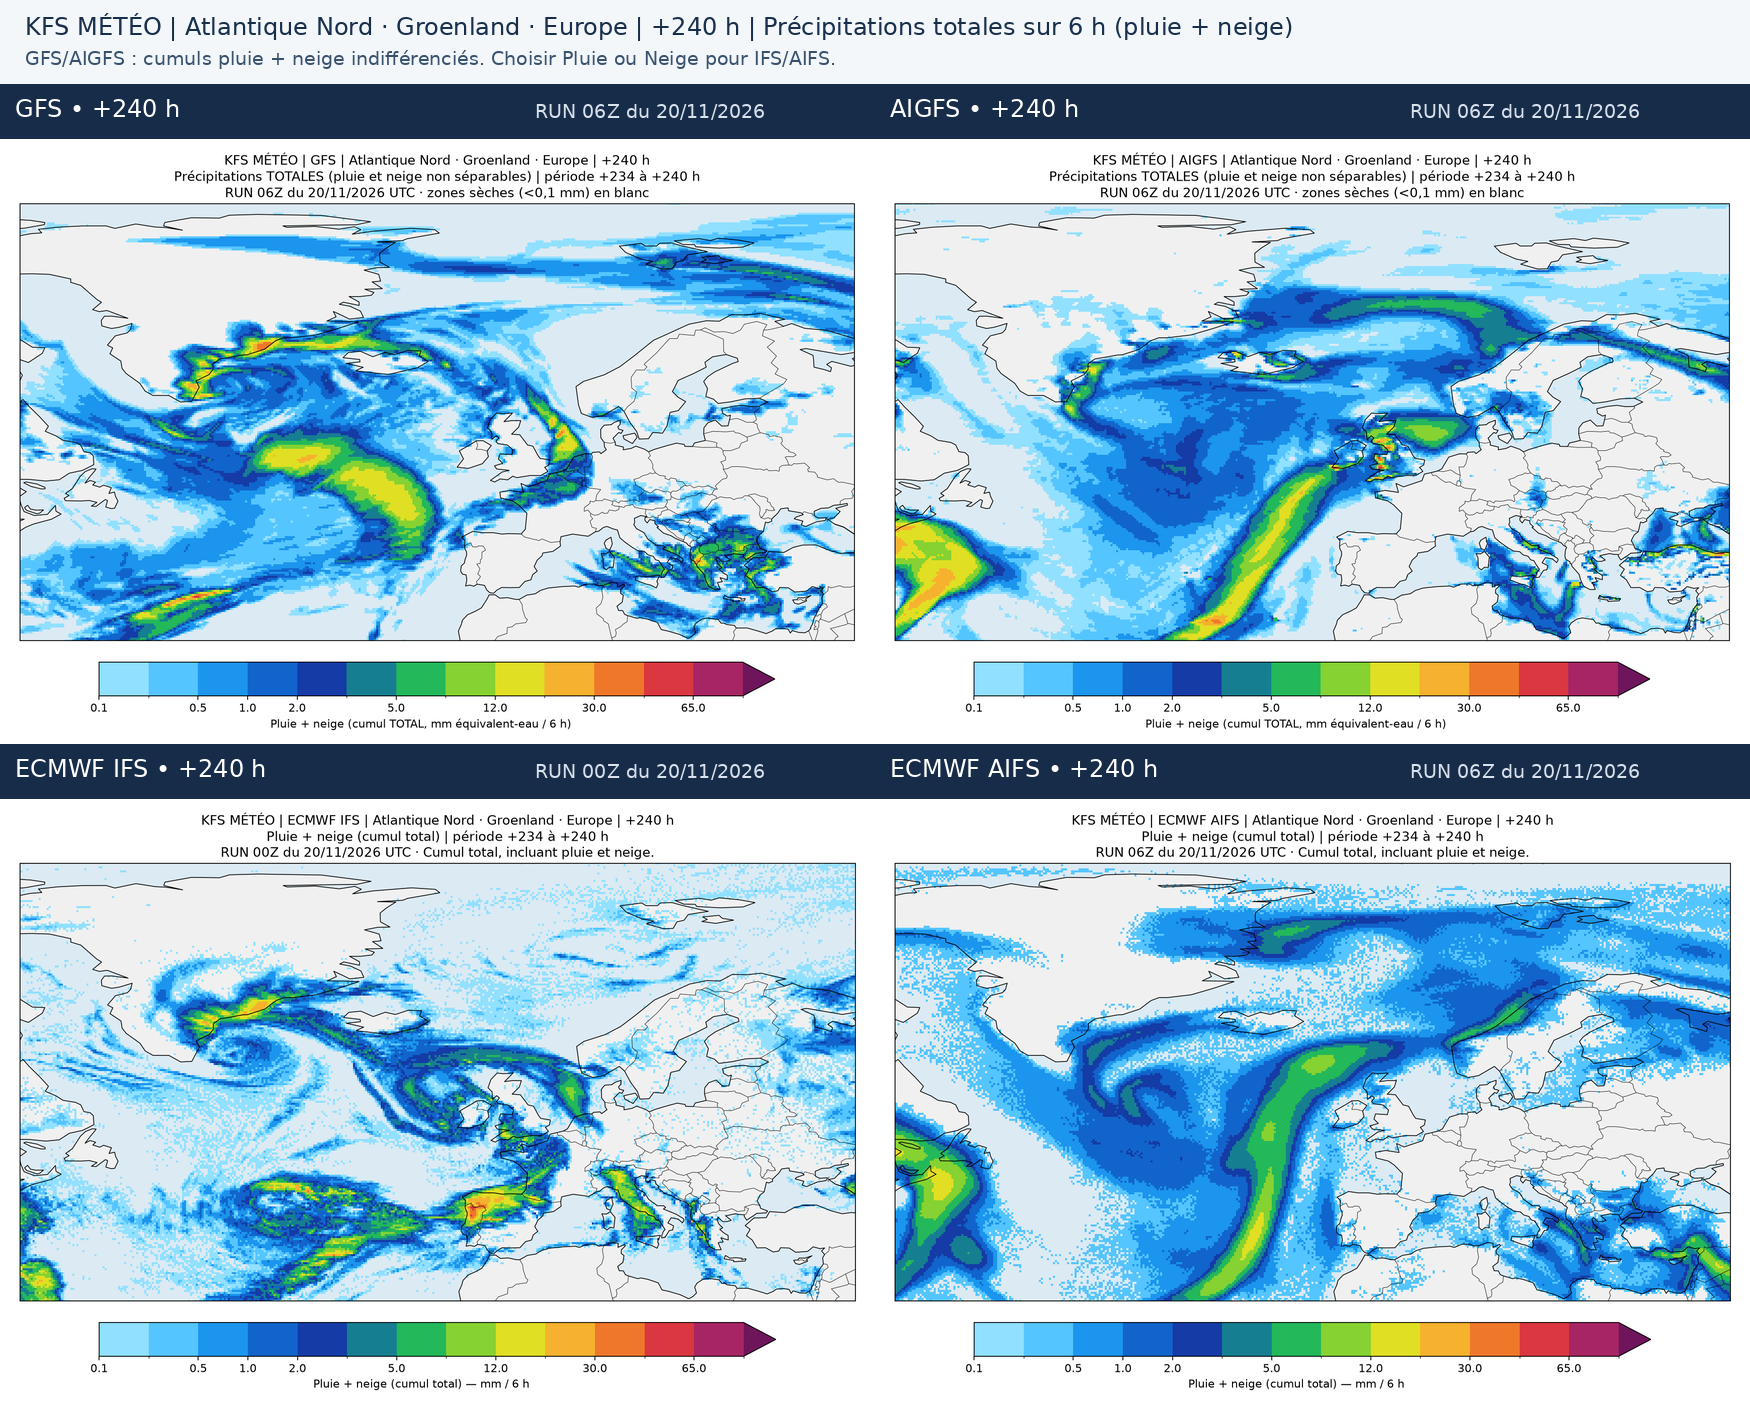 KFS MÉTÉO | Atlantique Nord · Groenland · Europe | +240 h | Précipitations totales sur 6 h (pluie + neige)
GFS/AIGFS : cumuls pluie + neige indifférenciés. Choisir Pluie ou Neige pour IFS/AIFS.
GFS • +240 h
RUN 06Z du 20/11/2026
KFS MÉTÉO | GFS | Atlantique Nord · Groenland · Europe | +240 h
Précipitations TOTALES (pluie et neige non séparables) | période +234 à +240 h
RUN 06Z du 20/11/2026 UTC · zones sèches (<0,1 mm) en blanc
0.1 0.5 1.0 2.0 5.0 12.0 30.0 65.0
Pluie + neige (cumul TOTAL, mm équivalent-eau / 6 h)
AIGFS • +240 h
RUN 06Z du 20/11/2026
KFS MÉTÉO | AIGFS | Atlantique Nord · Groenland · Europe | +240 h
Précipitations TOTALES (pluie et neige non séparables) | période +234 à +240 h
RUN 06Z du 20/11/2026 UTC · zones sèches (<0,1 mm) en blanc
0.1 0.5 1.0 2.0 5.0 12.0 30.0 65.0
Pluie + neige (cumul TOTAL, mm équivalent-eau / 6 h)
ECMWF IFS • +240 h
RUN 00Z du 20/11/2026
KFS MÉTÉO | ECMWF IFS | Atlantique Nord · Groenland · Europe | +240 h
Pluie + neige (cumul total) | période +234 à +240 h
RUN 00Z du 20/11/2026 UTC · Cumul total, incluant pluie et neige.
0.1 0.5 1.0 2.0 5.0 12.0 30.0 65.0
Pluie + neige (cumul total) — mm / 6 h
ECMWF AIFS • +240 h
RUN 06Z du 20/11/2026
KFS MÉTÉO | ECMWF AIFS | Atlantique Nord · Groenland · Europe | +240 h
Pluie + neige (cumul total) | période +234 à +240 h
RUN 06Z du 20/11/2026 UTC · Cumul total, incluant pluie et neige.
0.1 0.5 1.0 2.0 5.0 12.0 30.0 65.0
Pluie + neige (cumul total) — mm / 6 h